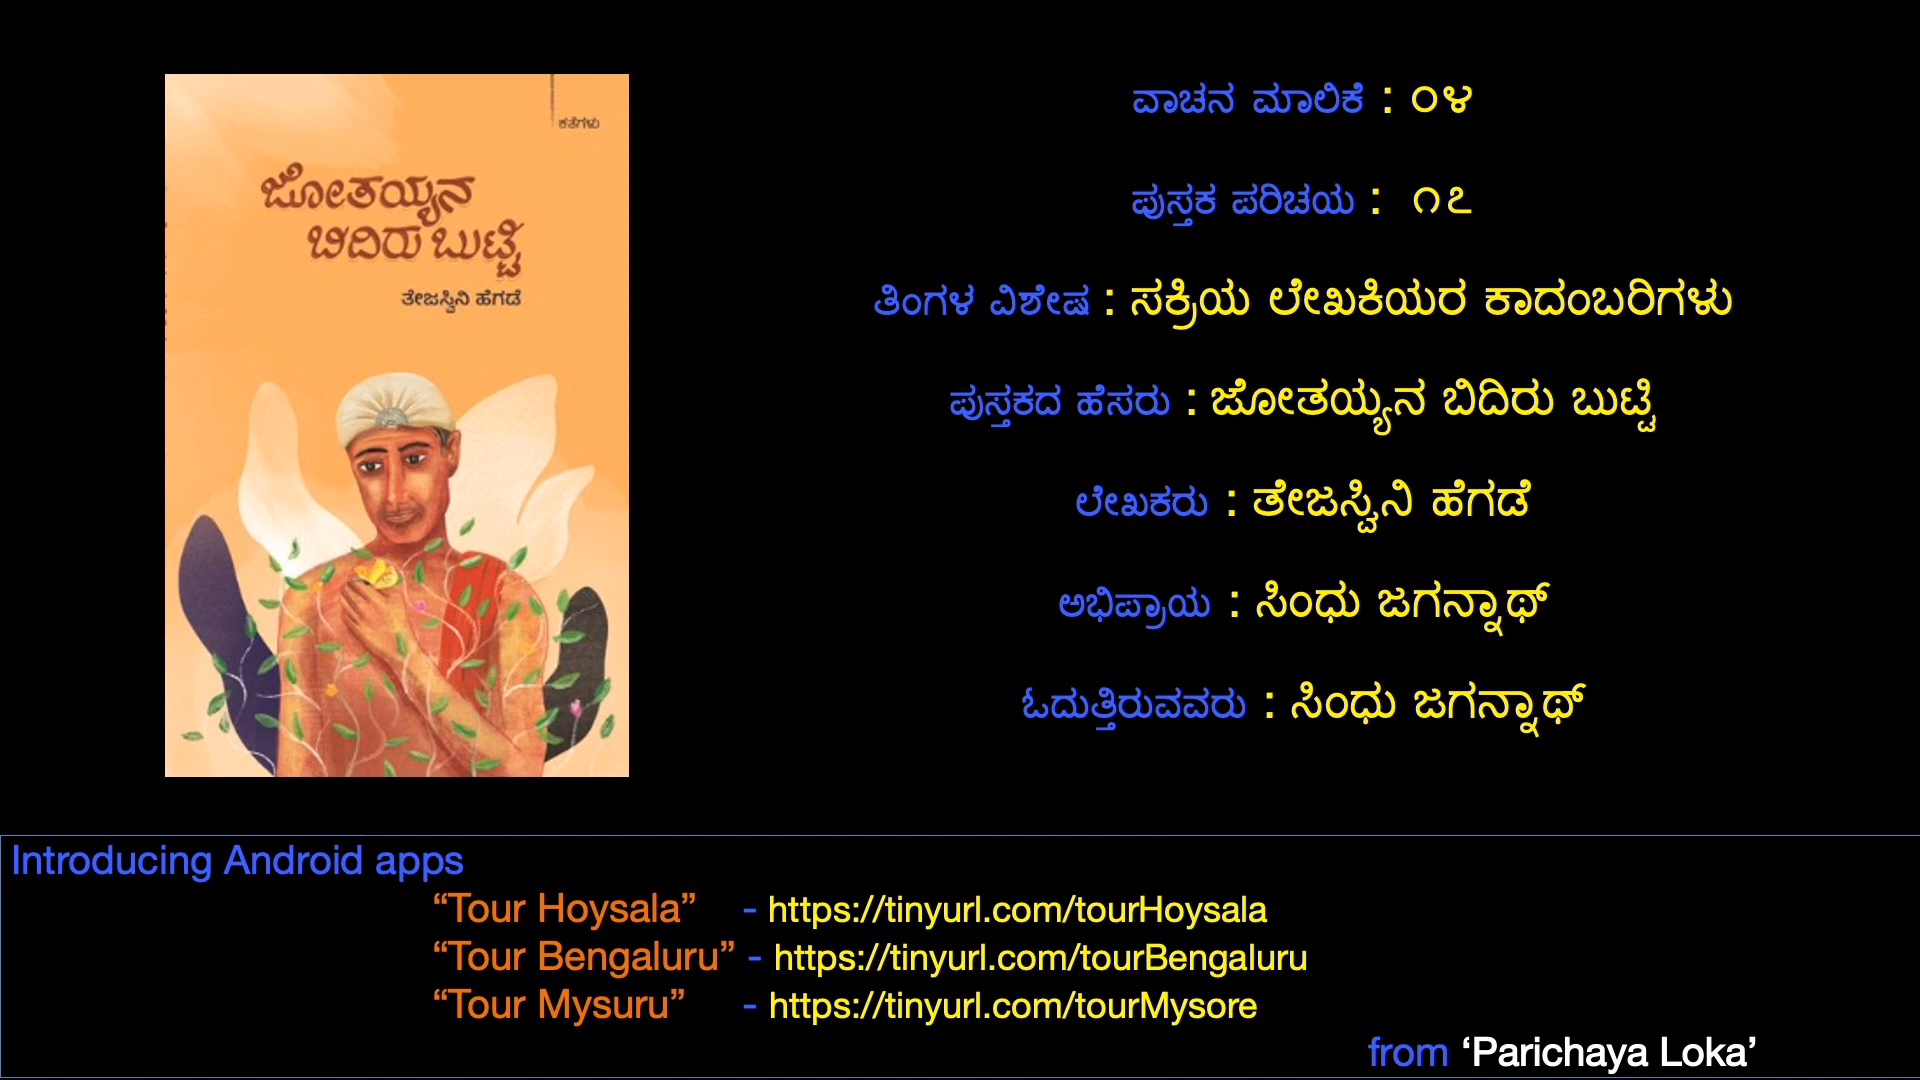 ಕತೆಗಳು
ಜೋತಯ್ಯನ
ಬಿದಿರು ಬುಟ್ಟಿ
ತೇಜಸ್ವಿನಿ ಹೆಗಡೆ
ವಾಚನ ಮಾಲಿಕೆ : ೦೪
ಪುಸ್ತಕ ಪರಿಚಯ : ೧೭
ತಿಂಗಳ ವಿಶೇಷ : ಸಕ್ರಿಯ ಲೇಖಕಿಯರ ಕಾದಂಬರಿಗಳು
ಪುಸ್ತಕದ ಹೆಸರು : ಜೋತಯ್ಯನ ಬಿದಿರು ಬುಟ್ಟಿ
ಲೇಖಕರು : ತೇಜಸ್ವಿನಿ ಹೆಗಡೆ
ಅಭಿಪ್ರಾಯ : ಸಿಂಧು ಜಗನ್ನಾಥ್
ಓದುತ್ತಿರುವವರು : ಸಿಂಧು ಜಗನ್ನಾಥ್
Introducing Android apps
“Tour Hoysala” - https://tinyurl.com/tourHoysala
“Tour Bengaluru” - https://tinyurl.com/tourBengaluru
“Tour Mysuru” - https://tinyurl.com/tourMysore
from ‘Parichaya Loka’